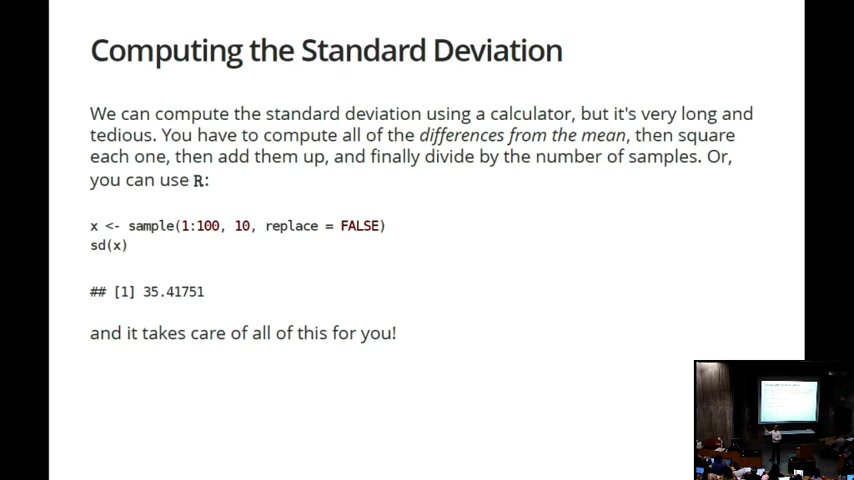 Computing the Standard Deviation
We can compute the standard deviation using a calculator, but it's very long and
tedious. You have to compute all of the differences from the mean, then square
each one, then add them up, and finally divide by the number of samples. Or,
you can use R:
x <- sample(1:100, 10, replace = FALSE)
sd(x)
## [1] 35.41751
and it takes care of all of this for you!